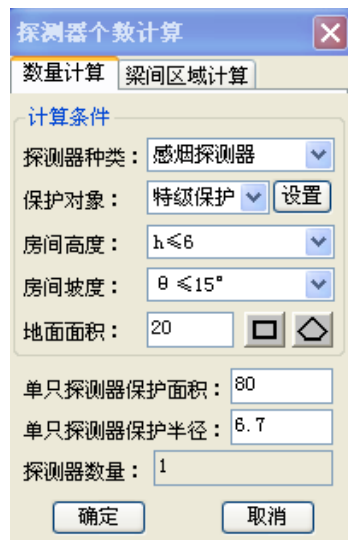 探测器个数计算
数量计算 梁间区域计算
计算条件
探测器种类： 感烟探测器
保护对象： 特级保护 设置
房间高度： h≤6
房间坡度： θ≤15°
地面面积： 20
单只探测器保护面积： 80
单只探测器保护半径： 6.7
探测器数量： 1
确定 取消